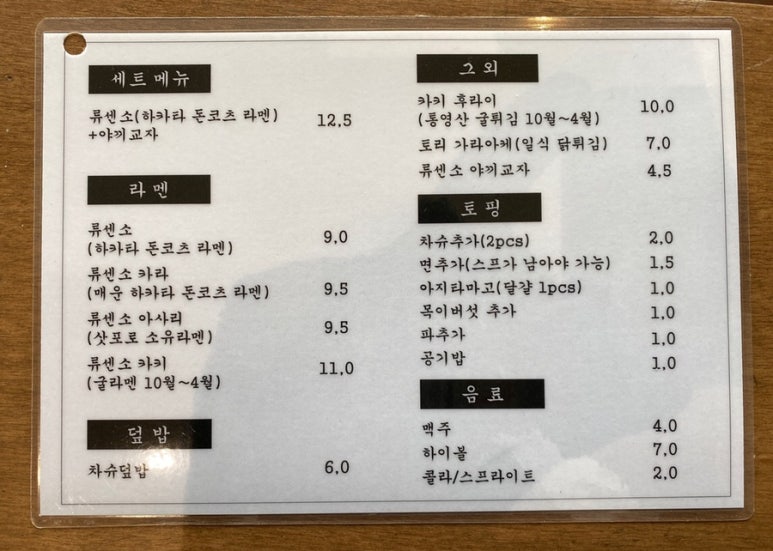 세트메뉴
류센소(하카타 돈코츠 라멘) 12,5
+야끼교자
라멘
류센소
(하카타 돈코츠 라멘) 9,0
류센소 카라
(매운 하카타 돈코츠 라멘) 9,5
류센소 아사리
(삿포로 소유라멘) 9,5
류센소 카키
(굴라멘 10월~4월) 11,0
덮밥
차슈덮밥 6,0
그외
카키 후라이
(통영산 굴튀김 10월~4월) 10,0
토리 가라아케(일식 닭튀김) 7,0
류센소 야끼교자 4,5
토핑
차슈추가(2pcs) 2,0
면추가(스프가 남아야 가능) 1,5
아지타마고(달걀 1pcs) 1,0
목이버섯 추가 1,0
파추가 1,0
공기밥 1,0
음료
맥주 4,0
하이볼 7,0
콜라/스프라이트 2,0